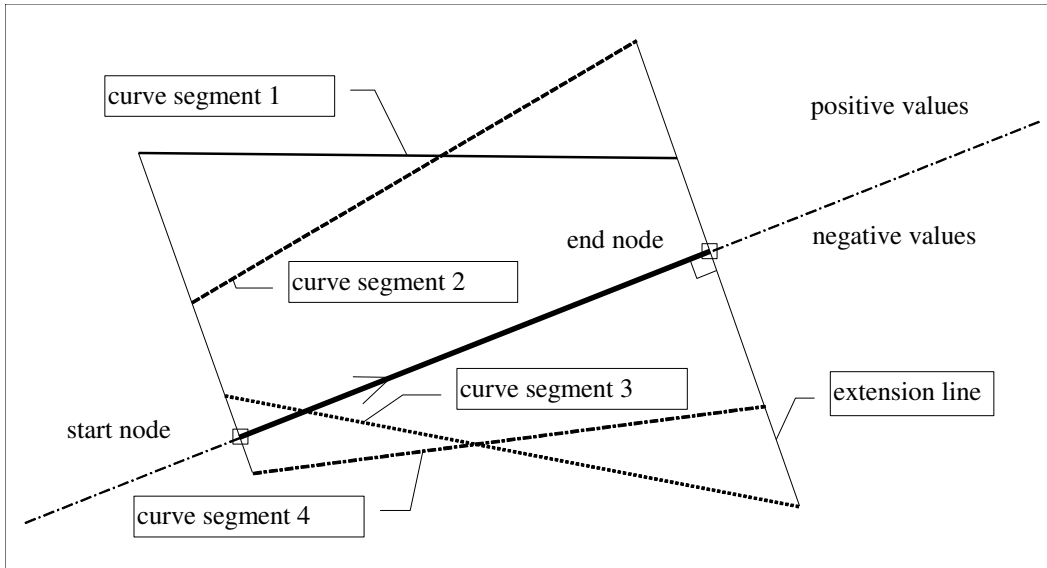 curve segment 1
positive values
end node
negative values
curve segment 2
curve segment 3
extension line
start node
curve segment 4